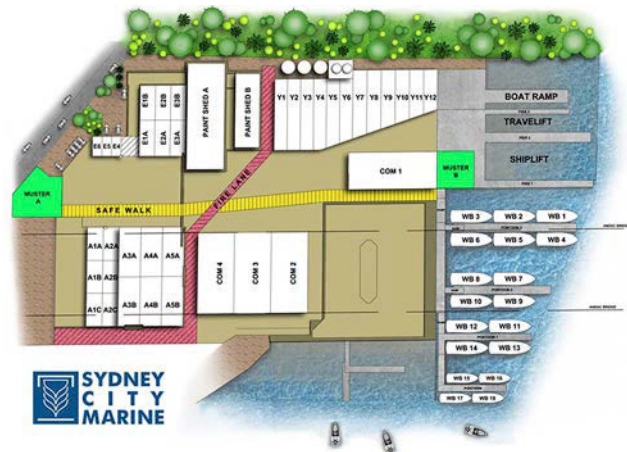 E1B
E2B
E3B
E1A
E2A
E3A
E6
E5
E4
PAINT SHED A
PAINT SHED B
Y1
Y2
Y3
Y4
Y5
Y6
Y7
Y8
Y9
Y10
Y11
Y12
BOAT RAMP
TRAVELIFT
SHIPLIFT
MUSTER
A
MUSTER
B
COM 1
SAFE WALK
FIRE LANE
A1A
A2A
A3A
A4A
A5A
A1B
A2B
A1C
A2C
A3B
A4B
A5B
COM 4
COM 3
COM 2
WB 3
WB 2
WB 1
WB 6
WB 5
WB 4
WB 8
WB 7
WB 10
WB 9
WB 12
WB 11
WB 14
WB 13
WB 15
WB 16
WB 17
WB 18
SYDNEY
CITY
MARINE